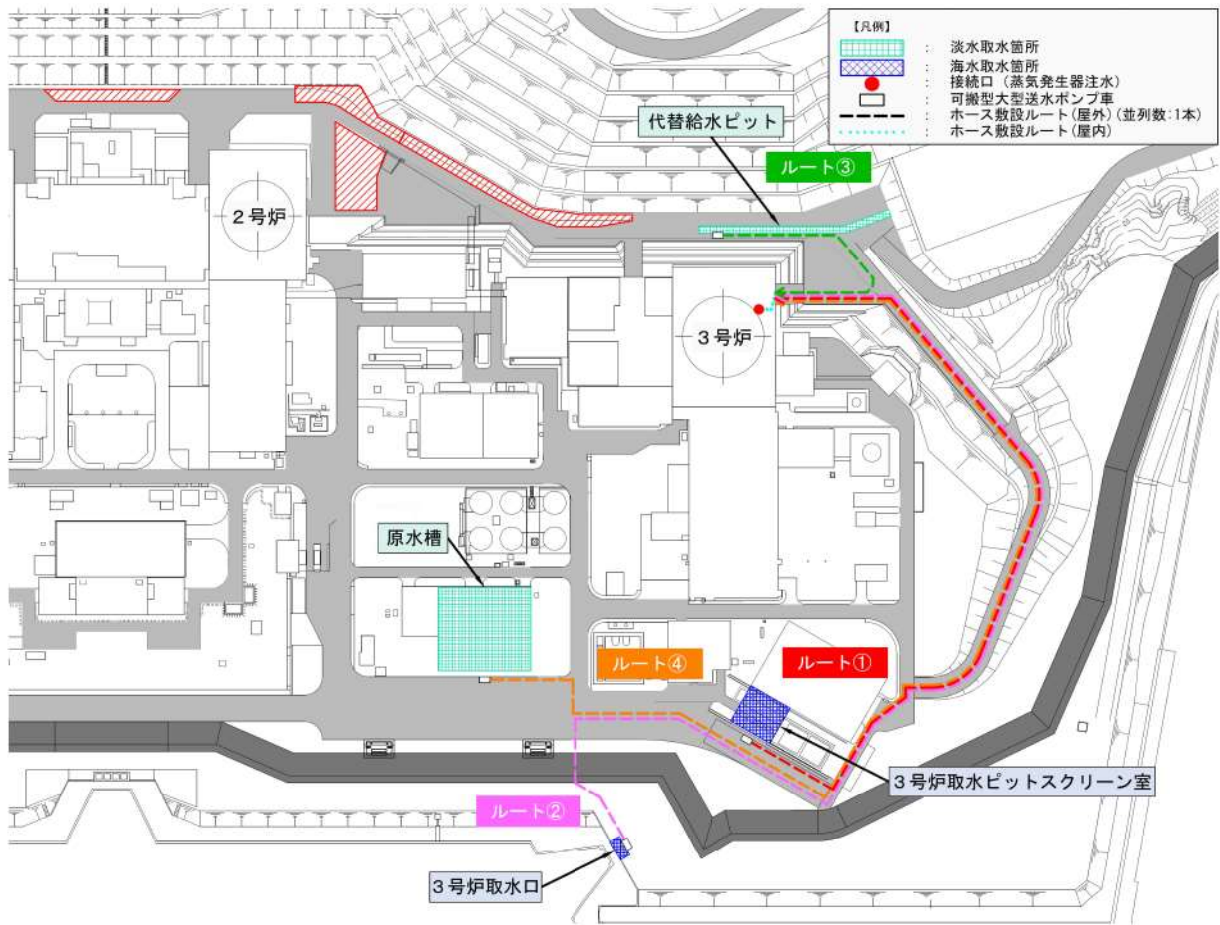 【凡例】
： 淡水取水箇所
： 海水取水箇所
： 接続口（蒸気発生器注水）
： 可搬型大型送水ポンプ車
： ホース敷設ルート(屋外)(並列数:1本)
： ホース敷設ルート(屋内)
代替給水ピット
ルート③
2号炉
3号炉
原水槽
ルート④
ルート①
3号炉取水ピットスクリーン室
ルート②
3号炉取水口